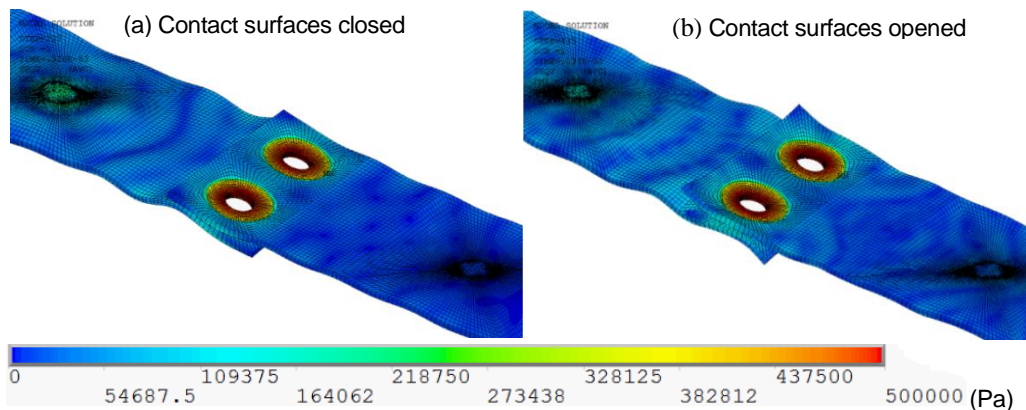 (a) Contact surfaces closed
(b) Contact surfaces opened
0 109375 218750 328125 437500
54687.5 164062 273438 382812 500000 (Pa)